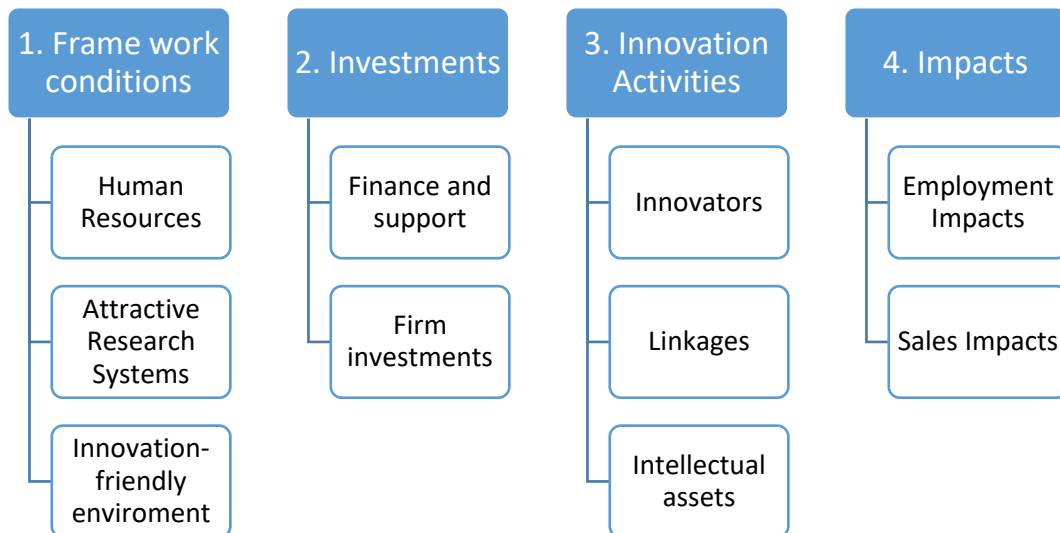 1. Frame work
conditions
Human
Resources
Attractive
Research
Systems
Innovation-
friendly
enviroment
2. Investments
Finance and
support
Firm
investments
3. Innovation
Activities
Innovators
Linkages
Intellectual
assets
4. Impacts
Employment
Impacts
Sales Impacts